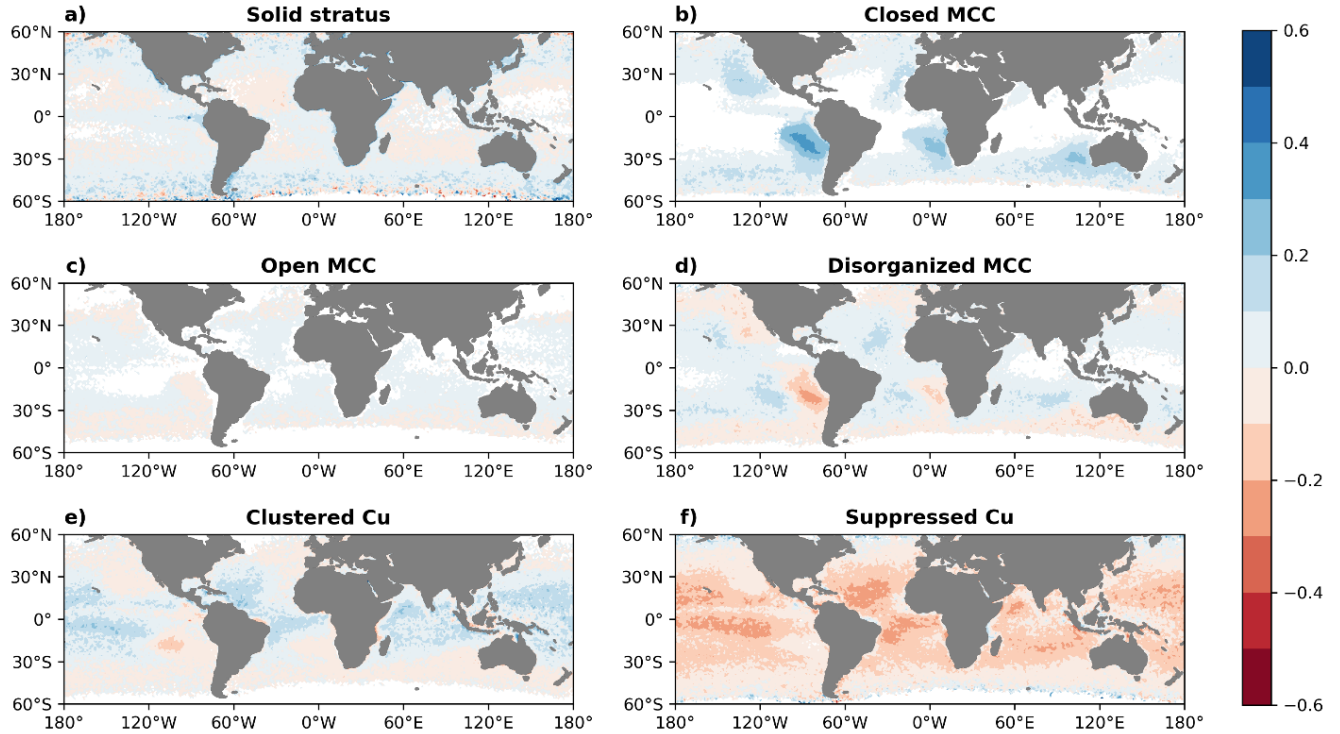 a) Solid stratus
60°N
30°N
0°
30°S
60°S
180° 120°W 60°W 0°W 60°E 120°E 180°
b) Closed MCC
60°N
30°N
0°
30°S
60°S
180° 120°W 60°W 0°W 60°E 120°E 180°
c) Open MCC
60°N
30°N
0°
30°S
60°S
180° 120°W 60°W 0°W 60°E 120°E 180°
d) Disorganized MCC
60°N
30°N
0°
30°S
60°S
180° 120°W 60°W 0°W 60°E 120°E 180°
e) Clustered Cu
60°N
30°N
0°
30°S
60°S
180° 120°W 60°W 0°W 60°E 120°E 180°
f) Suppressed Cu
60°N
30°N
0°
30°S
60°S
180° 120°W 60°W 0°W 60°E 120°E 180°
0.6
0.4
0.2
0.0
−0.2
−0.4
−0.6